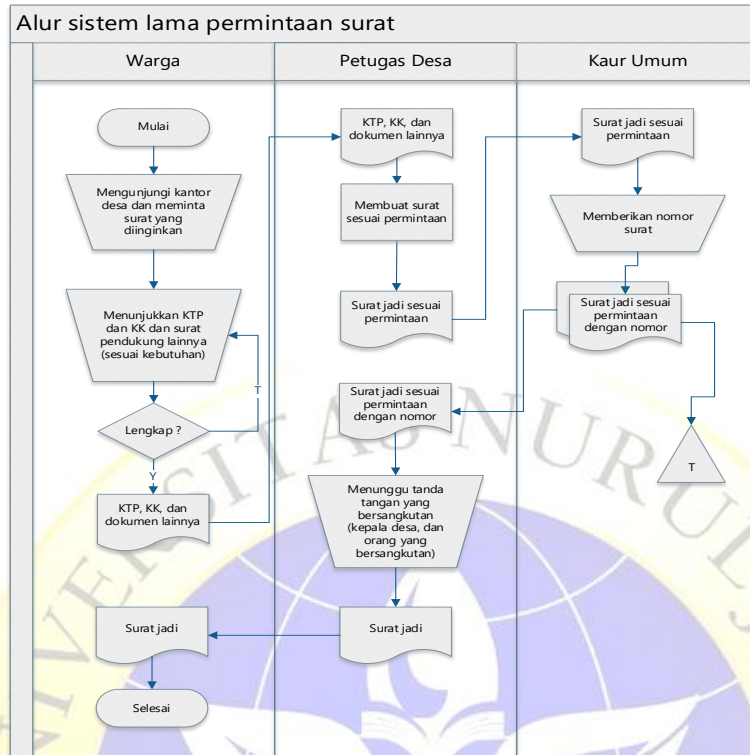 Alur sistem lama permintaan surat
Warga
Petugas Desa
Kaur Umum
Mulai
Mengunjungi kantor
desa dan meminta
surat yang
diinginkan
Menunjukkan KTP
dan KK dan surat
pendukung lainnya
(sesuai kebutuhan)
T
Lengkap ?
Y
KTP, KK, dan
dokumen lainnya
Surat jadi
Selesai
KTP, KK, dan
dokumen lainnya
Membuat surat
sesuai permintaan
Surat jadi sesuai
permintaan
Surat jadi sesuai
permintaan
dengan nomor
Menunggu tanda
tangan yang
bersangkutan
(kepala desa, dan
orang yang
bersangkutan)
Surat jadi
Surat jadi sesuai
permintaan
Memberikan nomor
surat
Surat jadi sesuai
permintaan
dengan nomor
T